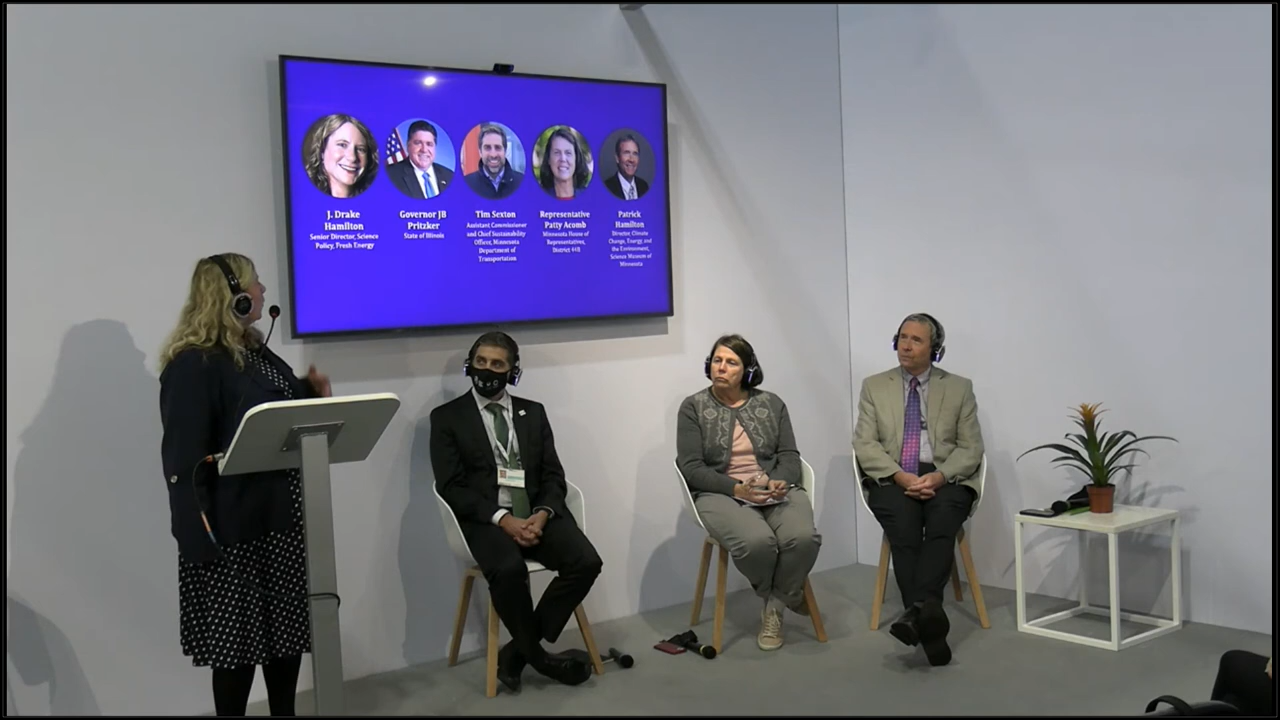 J. Drake
Hamilton
Senior Director, Science
Policy, Fresh Energy
Governor JB
Pritzker
State of Illinois
Tim Sexton
Assistant Commissioner
and Chief Sustainability
Officer, Minnesota
Department of
Transportation
Representative
Patty Acomb
Minnesota House of
Representatives,
District 44B
Patrick
Hamilton
Director, Climate
Change, Energy, and
the Environment,
Science Museum of
Minnesota